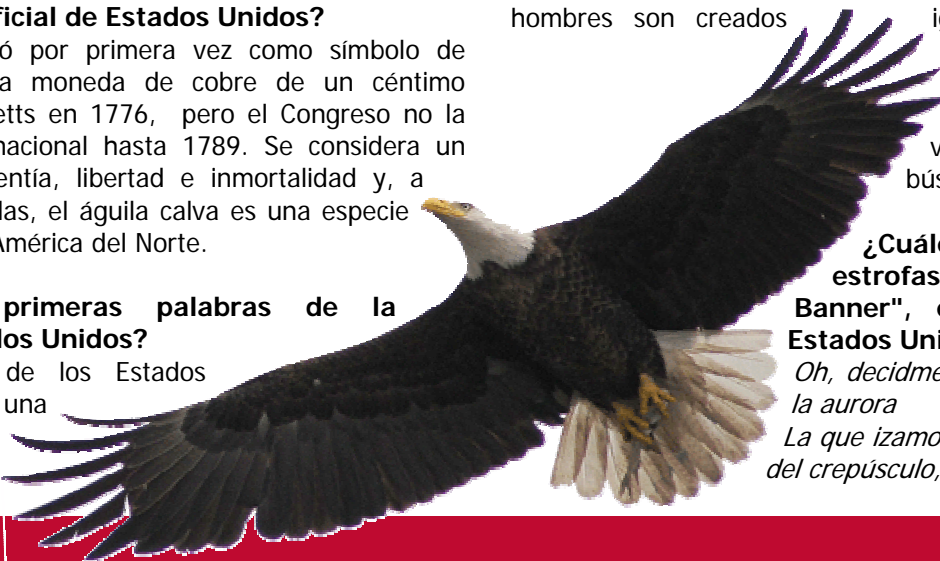 ficial de Estados Unidos?
ó por primera vez como símbolo de
a moneda de cobre de un céntimo
etts en 1776, pero el Congreso no la
nacional hasta 1789. Se considera un
entía, libertad e inmortalidad y, a
las, el águila calva es una especie
América del Norte.
primeras palabras de la
dos Unidos?
de los Estados
una
hombres son creados ig
v
bús
¿Cuále
estrofas
Banner", e
Estados Uni
Oh, decidme
la aurora
La que izamo
del crepúsculo,